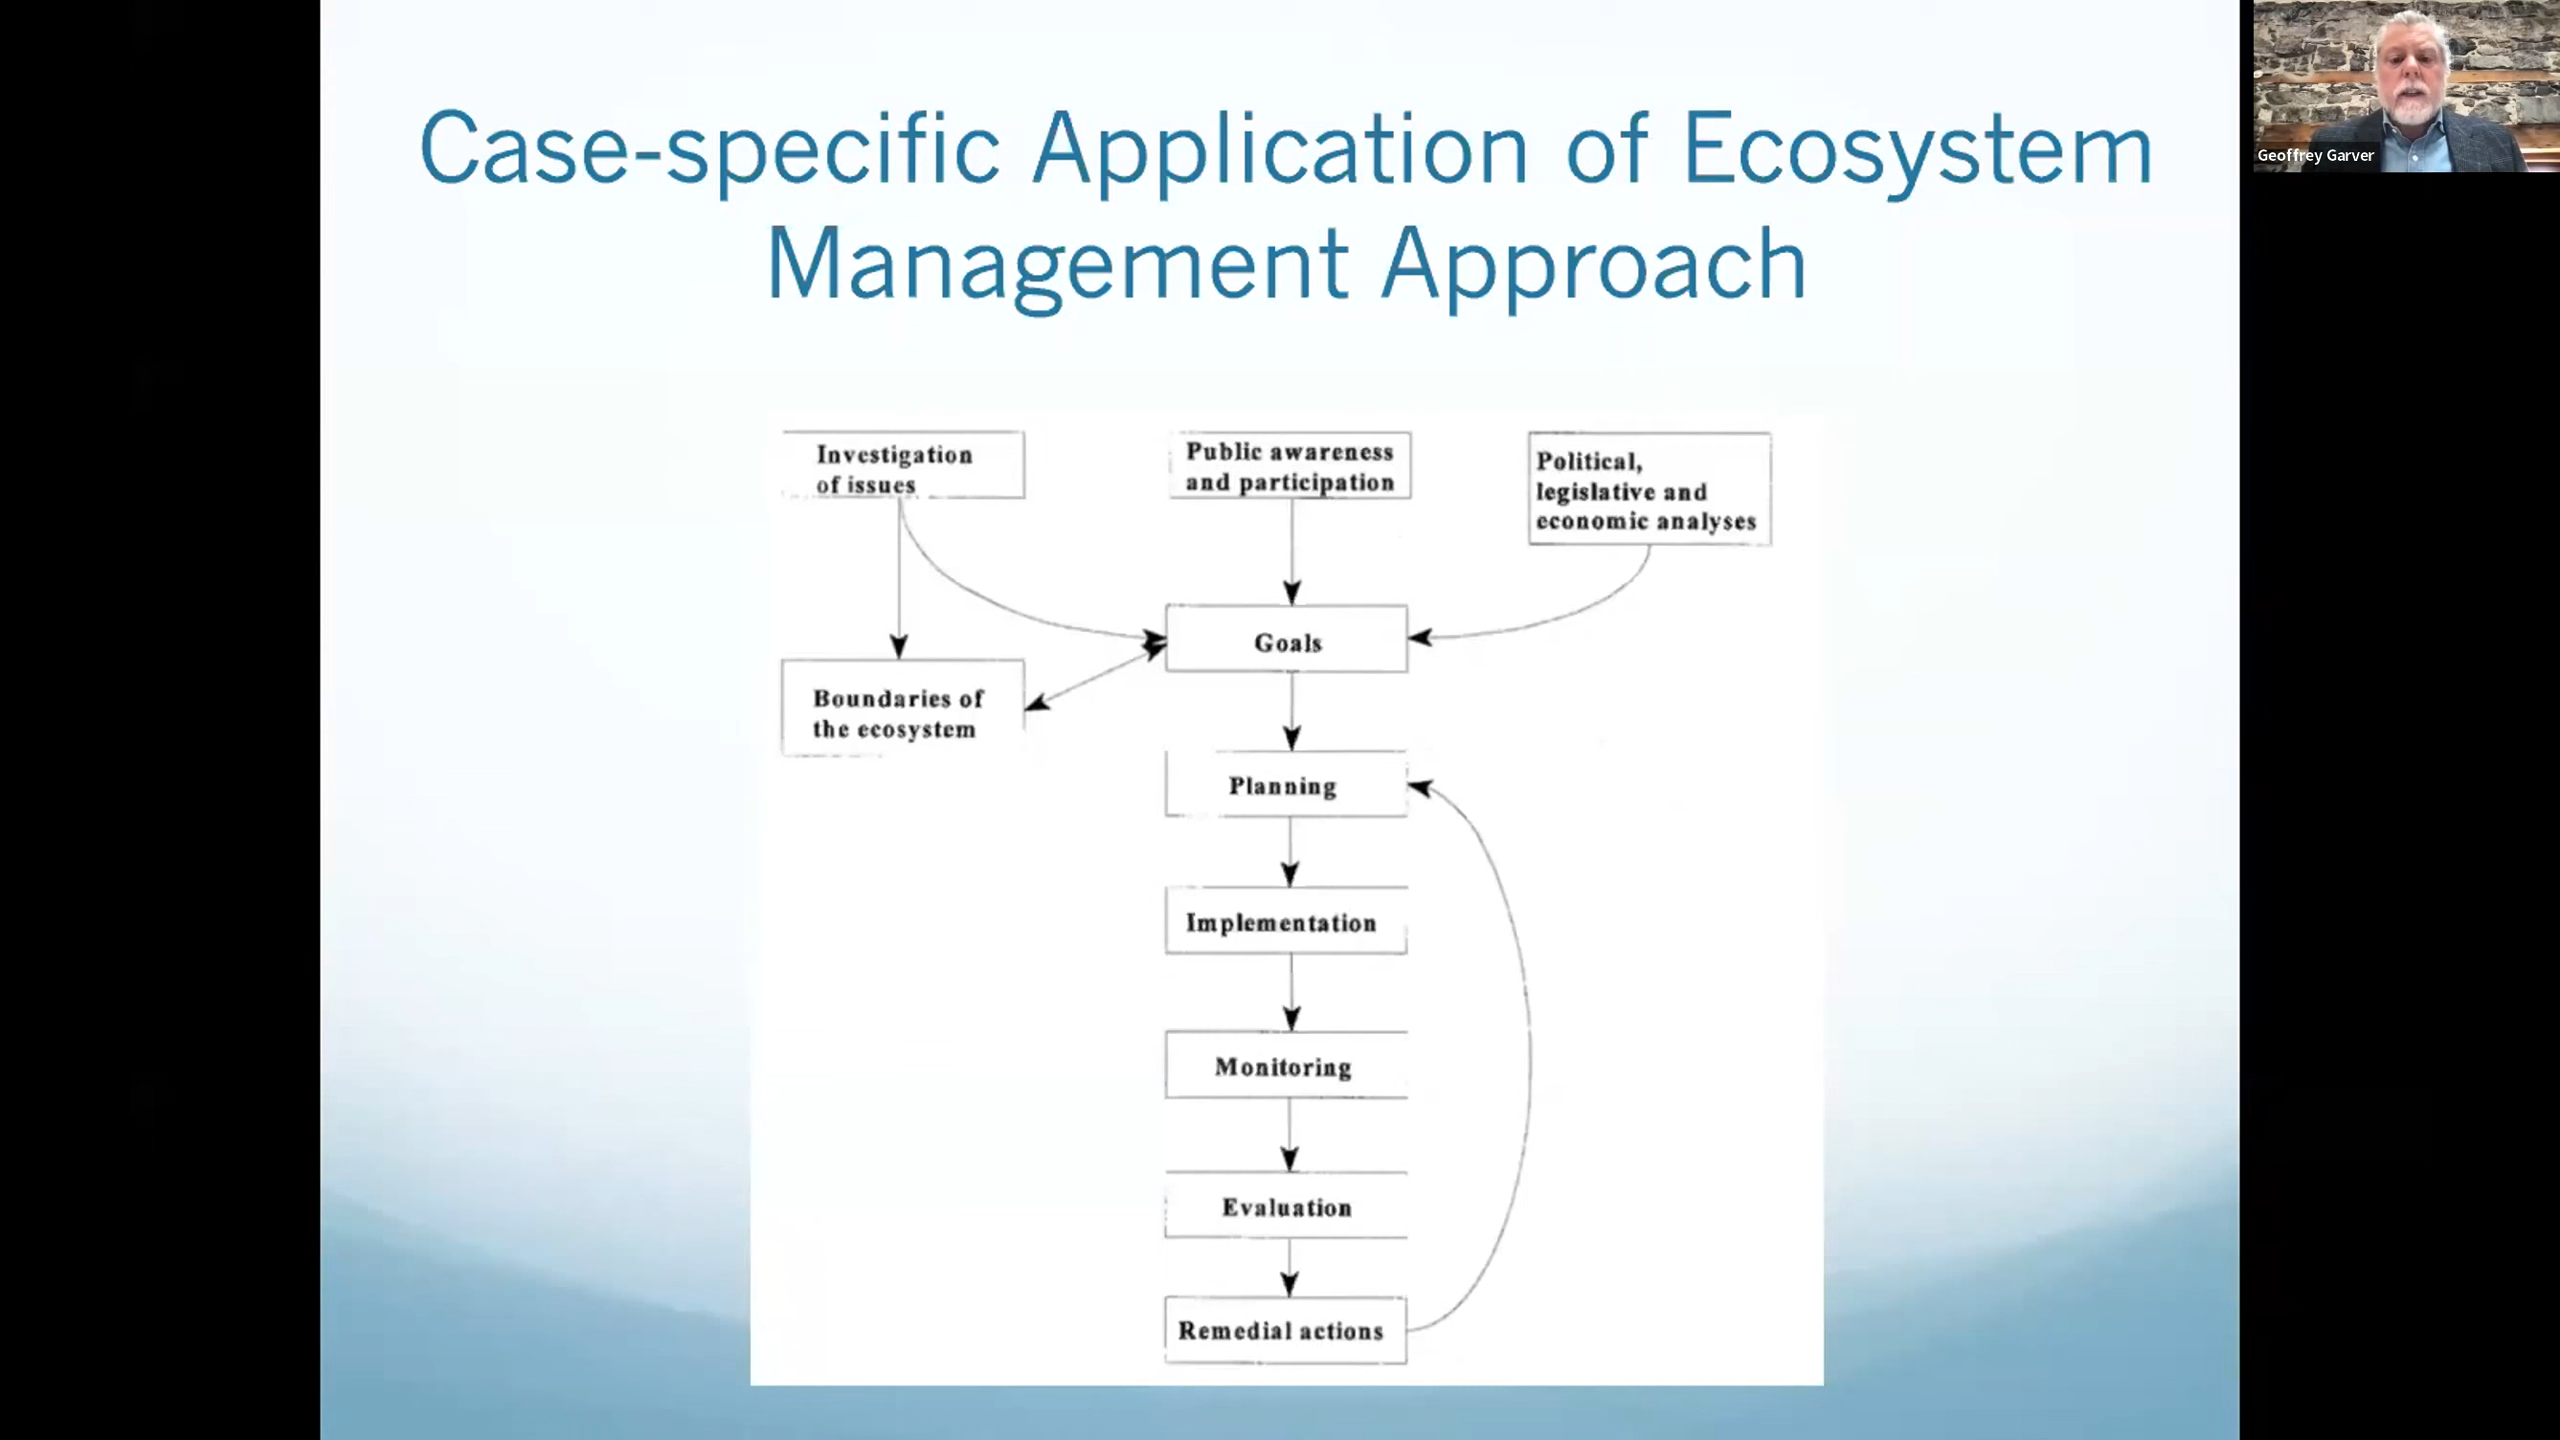 Case-specific Application of Ecosystem
Management Approach
Geoffrey Garver
Investigation
of issues
Public awareness
and participation
Political,
legislative and
economic analyses
Goals
Boundaries of
the ecosystem
Planning
Implementation
Monitoring
Evaluation
Remedial actions